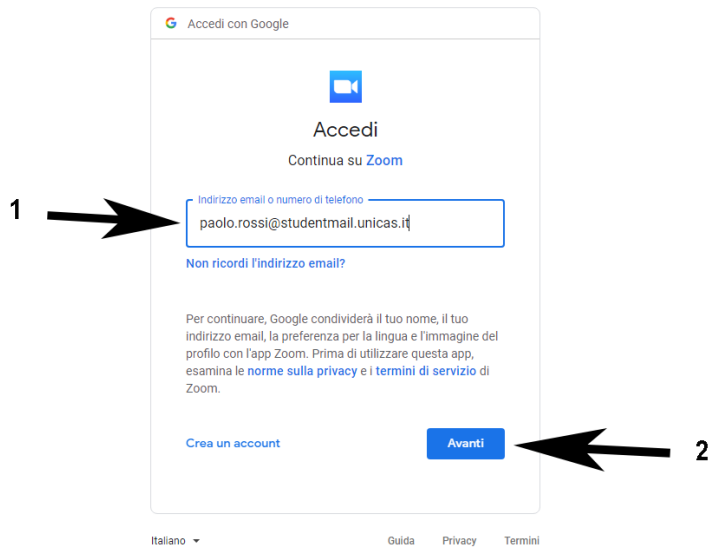 Accedi con Google
Accedi
Continua su Zoom
Indirizzo email o numero di telefono
1
paolo.rossi@studentmail.unicas.it
Non ricordi l'indirizzo email?
Per continuare, Google condividerà il tuo nome, il tuo
indirizzo email, la preferenza per la lingua e l'immagine del
profilo con l'app Zoom. Prima di utilizzare questa app,
esamina le norme sulla privacy e i termini di servizio di
Zoom.
Crea un account
Avanti
2
Italiano
Guida
Privacy
Termini